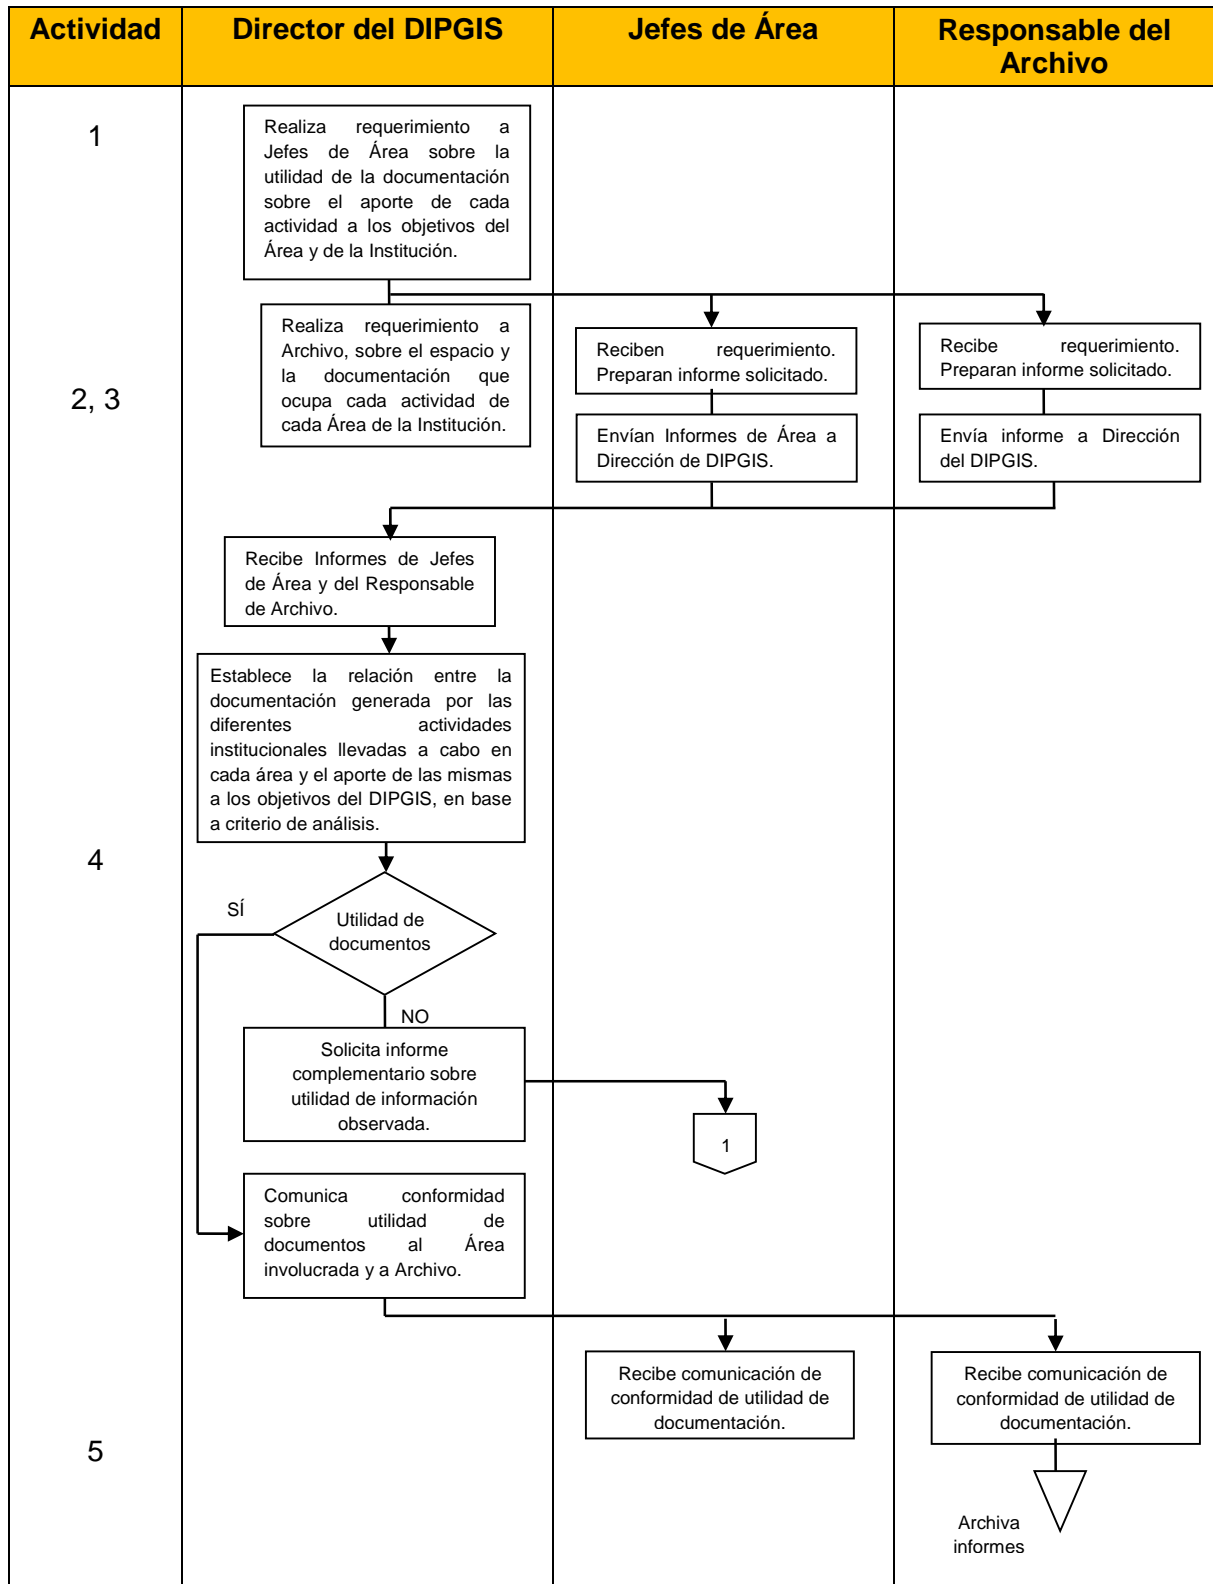 Actividad
Director del DIPGIS
Jefes de Área
Responsable del
Archivo
1
Realiza requerimiento a
Jefes de Área sobre la
utilidad de la documentación
sobre el aporte de cada
actividad a los objetivos del
Área y de la Institución.
2, 3
Realiza requerimiento a
Archivo, sobre el espacio y
la documentación que
ocupa cada actividad de
cada Área de la Institución.
Reciben requerimiento.
Preparan informe solicitado.
Recibe requerimiento.
Preparan informe solicitado.
Envían Informes de Área a
Dirección de DIPGIS.
Envía informe a Dirección
del DIPGIS.
Recibe Informes de Jefes
de Área y del Responsable
de Archivo.
Establece la relación entre la
documentación generada por las
diferentes actividades
institucionales llevadas a cabo en
cada área y el aporte de las mismas
a los objetivos del DIPGIS, en base
a criterio de análisis.
4
SÍ
Utilidad de
documentos
NO
Solicita informe
complementario sobre
utilidad de información
observada.
1
Comunica conformidad
sobre utilidad de
documentos al Área
involucrada y a Archivo.
Recibe comunicación de
conformidad de utilidad de
documentación.
Recibe comunicación de
conformidad de utilidad de
documentación.
5
Archiva
informes